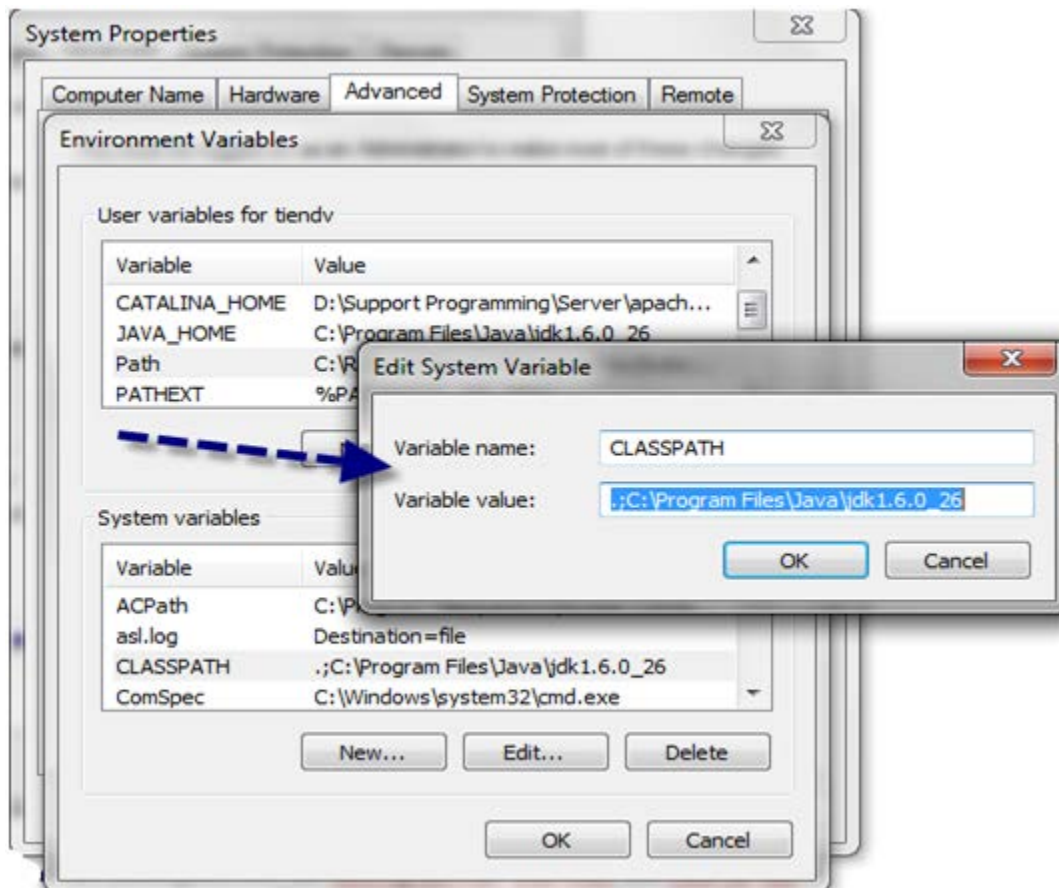 System Properties
Computer Name Hardware Advanced System Protection Remote
Environment Variables
User variables for tiendv
Variable Value
CATALINA_HOME D:\Support Programming\Server\apach...
JAVA_HOME C:\Program Files\Java\jdk1.6.0_26
Path C:\R
PATHEXT %PA
Edit System Variable
Variable name: CLASSPATH
Variable value: .;C:\Program Files\Java\jdk1.6.0_26
OK Cancel
System variables
Variable Valu
ACPath C:\P
asl.log Destination=file
CLASSPATH .;C:\Program Files\Java\jdk1.6.0_26
ComSpec C:\Windows\system32\cmd.exe
New... Edit... Delete
OK Cancel